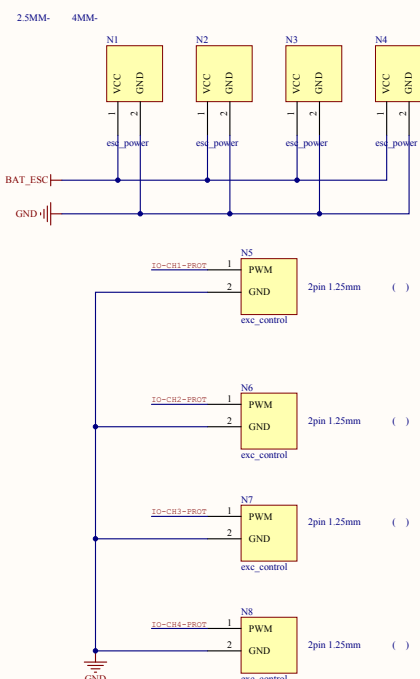 2.5MM- 4MM-
N1 N2 N3 N4
VCC GND VCC GND VCC GND VCC GND
1 2 1 2 1 2 1 2
esc_power esc_power esc_power esc_power
BAT_ESC
GND
N5
IO-CH1-PROT 1 PWM
2 GND 2pin 1.25mm ( )
exc_control
N6
IO-CH2-PROT 1 PWM
2 GND 2pin 1.25mm ( )
exc_control
N7
IO-CH3-PROT 1 PWM
2 GND 2pin 1.25mm ( )
exc_control
N8
IO-CH4-PROT 1 PWM
2 GND 2pin 1.25mm ( )
GND exc_control